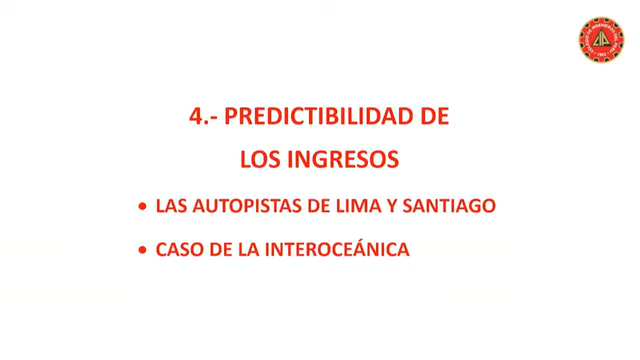 4.- PREDICTIBILIDAD DE
LOS INGRESOS
• LAS AUTOPISTAS DE LIMA Y SANTIAGO
• CASO DE LA INTEROCEÁNICA